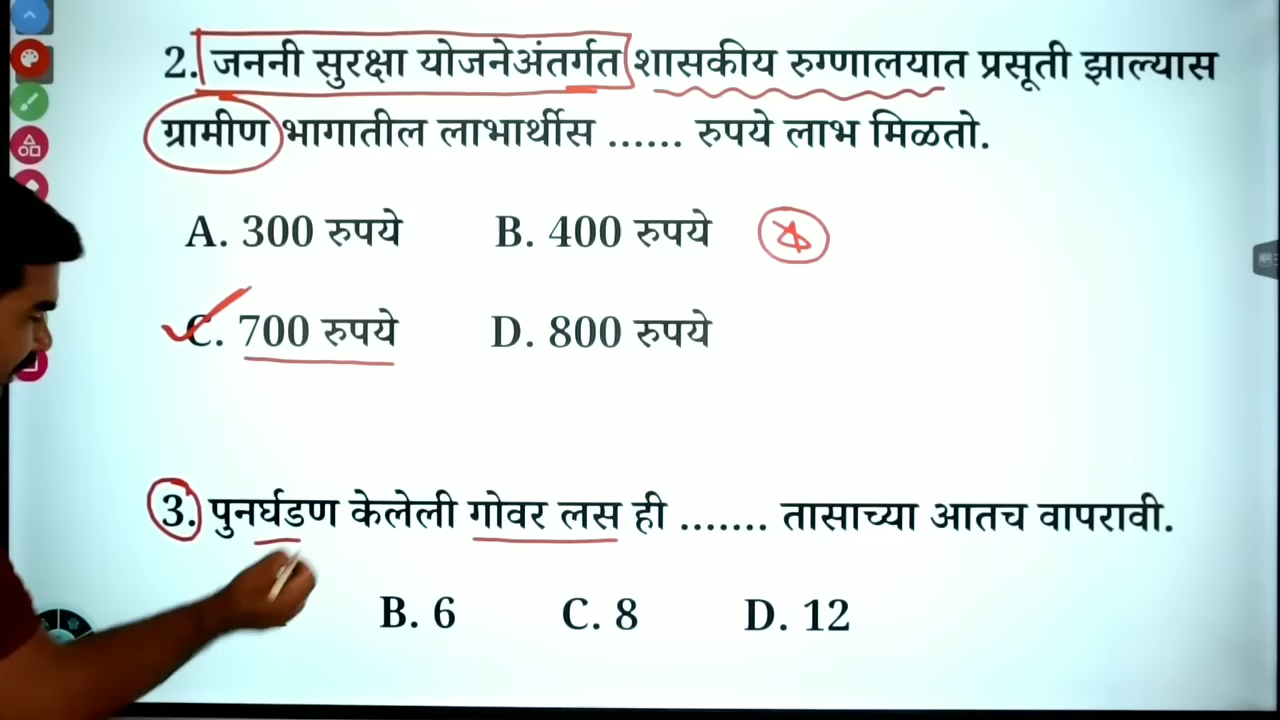 2. जननी सुरक्षा योजनेअंतर्गत शासकीय रुग्णालयात प्रसूती झाल्यास
ग्रामीण भागातील लाभार्थीस ...... रुपये लाभ मिळतो.
A. 300 रुपये B. 400 रुपये
C. 700 रुपये D. 800 रुपये
3. पुनर्घडण केलेली गोवर लस ही ....... तासाच्या आतच वापरावी.
B. 6 C. 8 D. 12